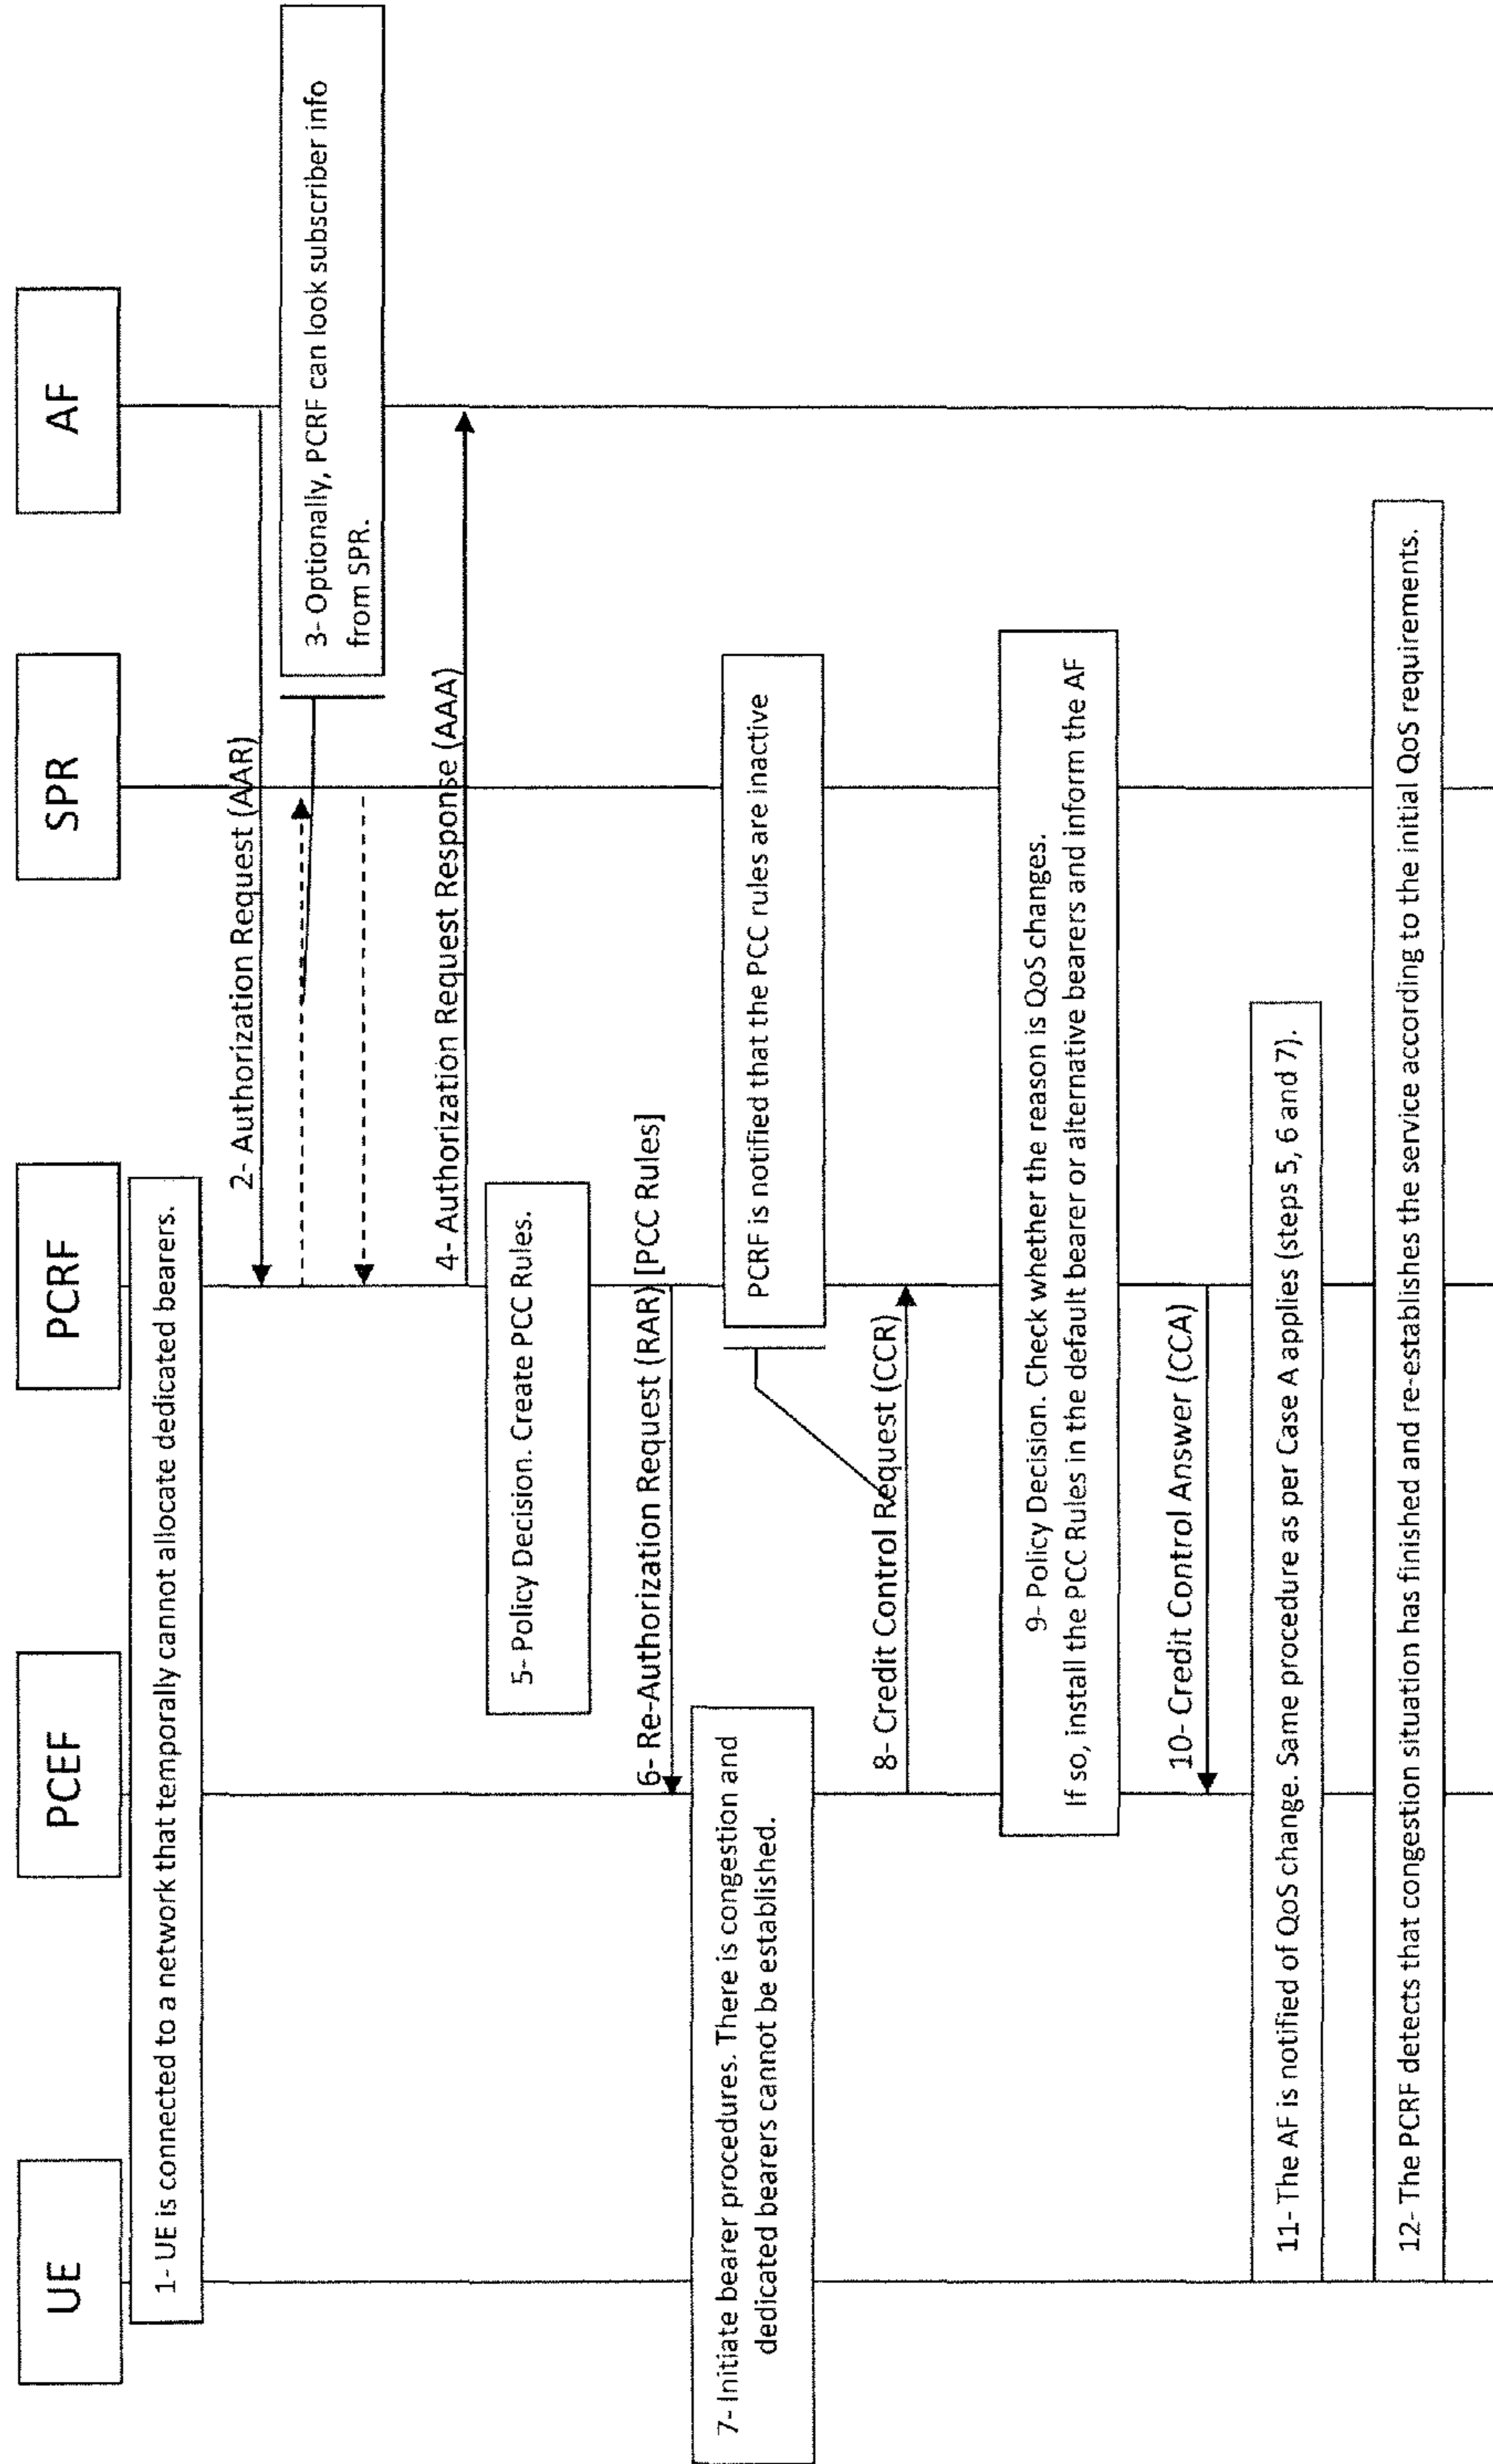 UE
PCEF
PCRF
SPR
AF
1- UE is connected to a network that temporally cannot allocate dedicated bearers.
2- Authorization Request (AAR)
3- Optionally, PCRF can look subscriber info
from SPR.
4- Authorization Request Response (AAA)
5- Policy Decision. Create PCC Rules.
6- Re-Authorization Request (RAR) [PCC Rules]
7- Initiate bearer procedures. There is congestion and
dedicated bearers cannot be established.
PCRF is notified that the PCC rules are inactive
8- Credit Control Request (CCR)
9- Policy Decision. Check whether the reason is QoS changes.
If so, install the PCC Rules in the default bearer or alternative bearers and inform the AF
10- Credit Control Answer (CCA)
11- The AF is notified of QoS change. Same procedure as per Case A applies (steps 5, 6 and 7).
12- The PCRF detects that congestion situation has finished and re-establishes the service according to the initial QoS requirements.